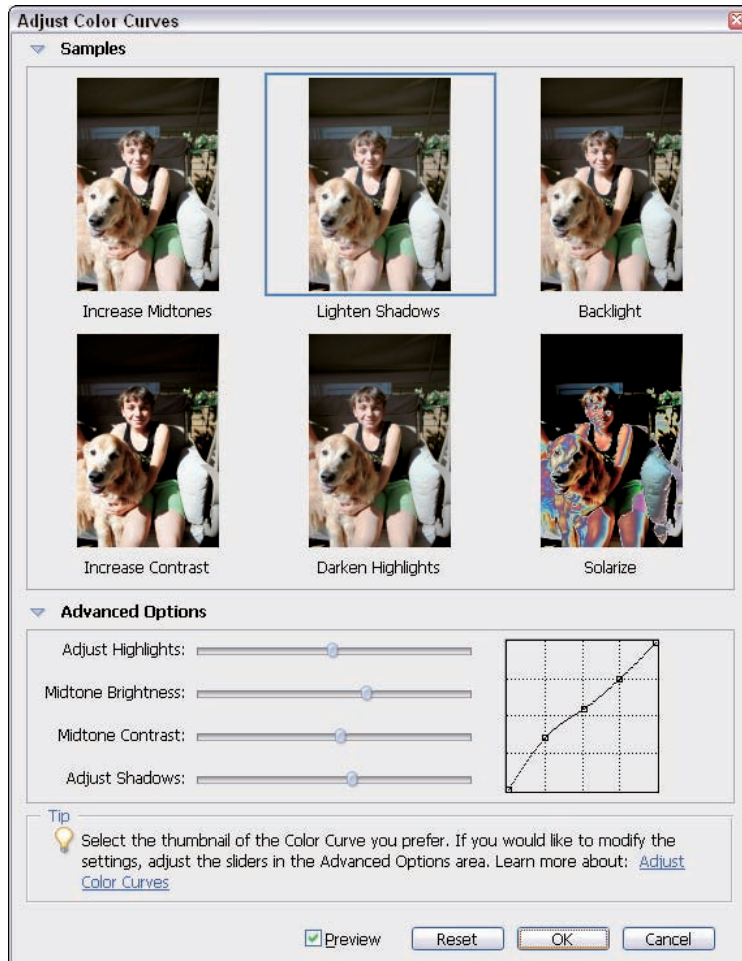 Adjust Color Curves
Samples
Increase Midtones
Lighten Shadows
Backlight
Increase Contrast
Darken Highlights
Solarize
Advanced Options
Adjust Highlights:
Midtone Brightness:
Midtone Contrast:
Adjust Shadows:
Tip
Select the thumbnail of the Color Curve you prefer. If you would like to modify the
settings, adjust the sliders in the Advanced Options area. Learn more about: Adjust
Color Curves
Preview
Reset
OK
Cancel